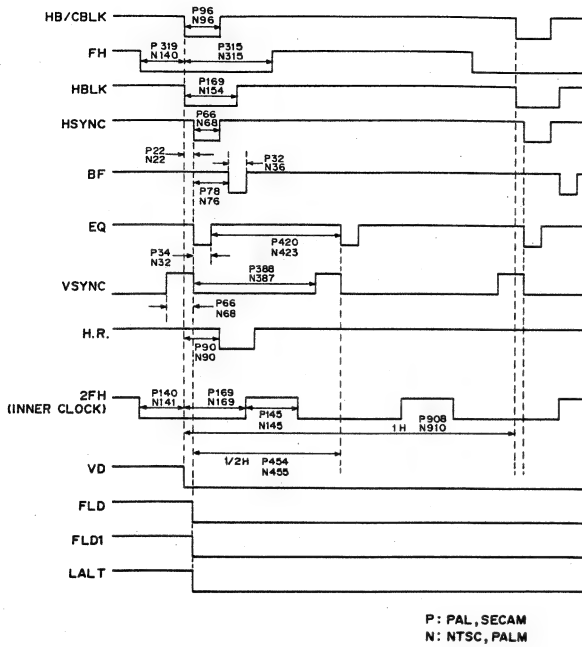 HB/CBLK
P96
N96
FH
P 319
N140
P315
N315
HBLK
P169
N154
HSYNC
P66
N68
P22
N22
BF
P32
N36
P78
N76
EQ
P420
N423
P34
N32
P388
N387
VSYNC
P66
N68
H.R.
P90
N90
2FH
(INNER CLOCK)
P140
N141
P169
N169
P145
N145
P908
1H N910
1/2H P454
N455
VD
FLD
FLD1
LALT
P: PAL, SECAM
N: NTSC, PALM